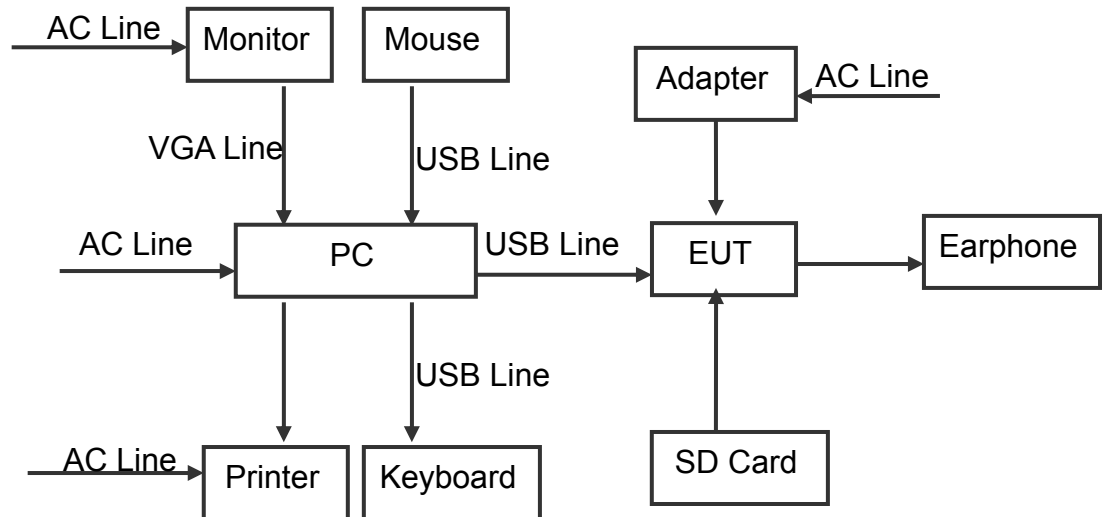 AC Line
Monitor
Mouse
Adapter
AC Line
VGA Line
USB Line
AC Line
PC
USB Line
EUT
Earphone
USB Line
AC Line
Printer
Keyboard
SD Card